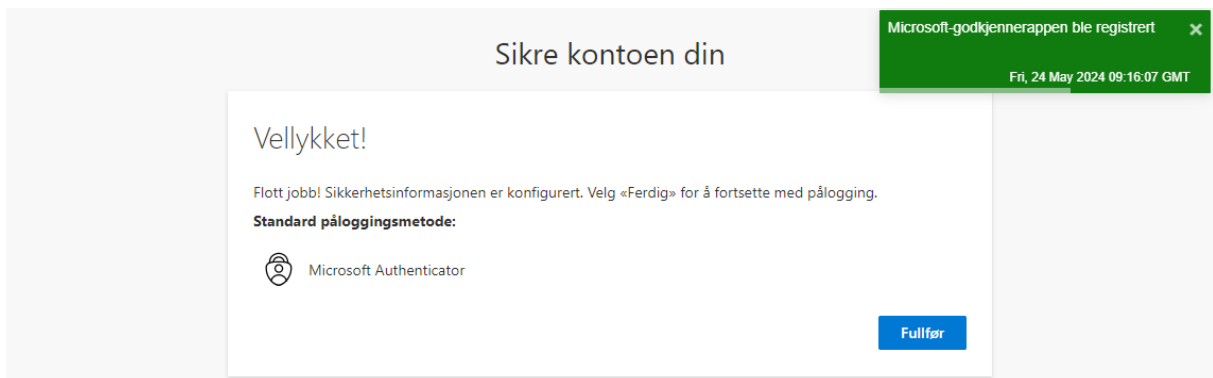 Sikre kontoen din
Microsoft-godkjennerappen ble registrert
Fri, 24 May 2024 09:16:07 GMT
Vellykket!
Flott jobb! Sikkerhetsinformasjonen er konfigurert. Velg «Ferdig» for å fortsette med pålogging.
Standard påloggingsmetode:
Microsoft Authenticator
Fullfør